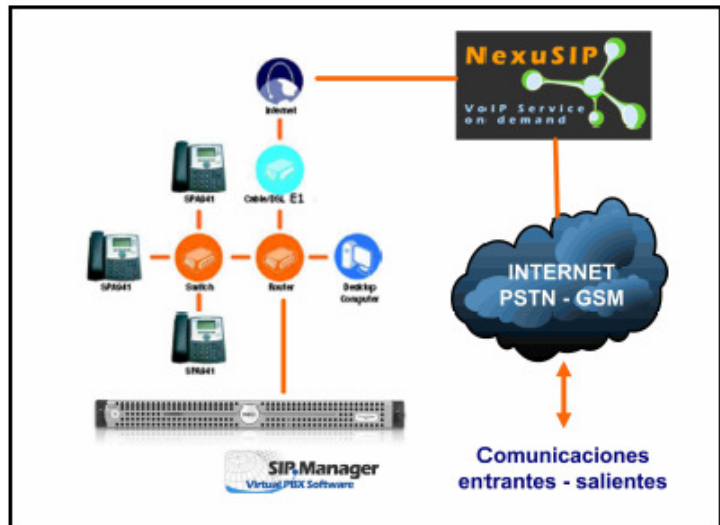 NexuSIP
VoIP Service
on demand
Internet
SPA941
Cable/DSL E1
SPA941
Switch
Router
Desktop
Computer
SPA941
INTERNET
PSTN - GSM
SIP Manager
Virtual PBX Software
Comunicaciones
entrantes - salientes